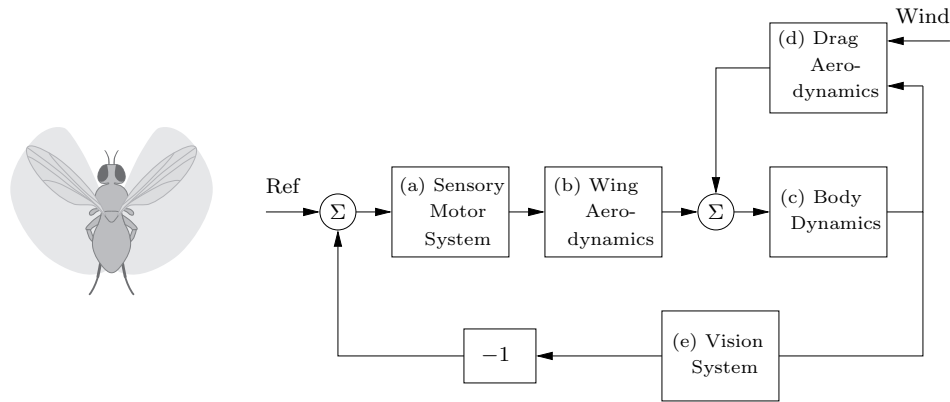 Wind
(d) Drag
Aero-
dynamics
Ref
Σ
(a) Sensory
Motor
System
(b) Wing
Aero-
dynamics
Σ
(c) Body
Dynamics
−1
(e) Vision
System